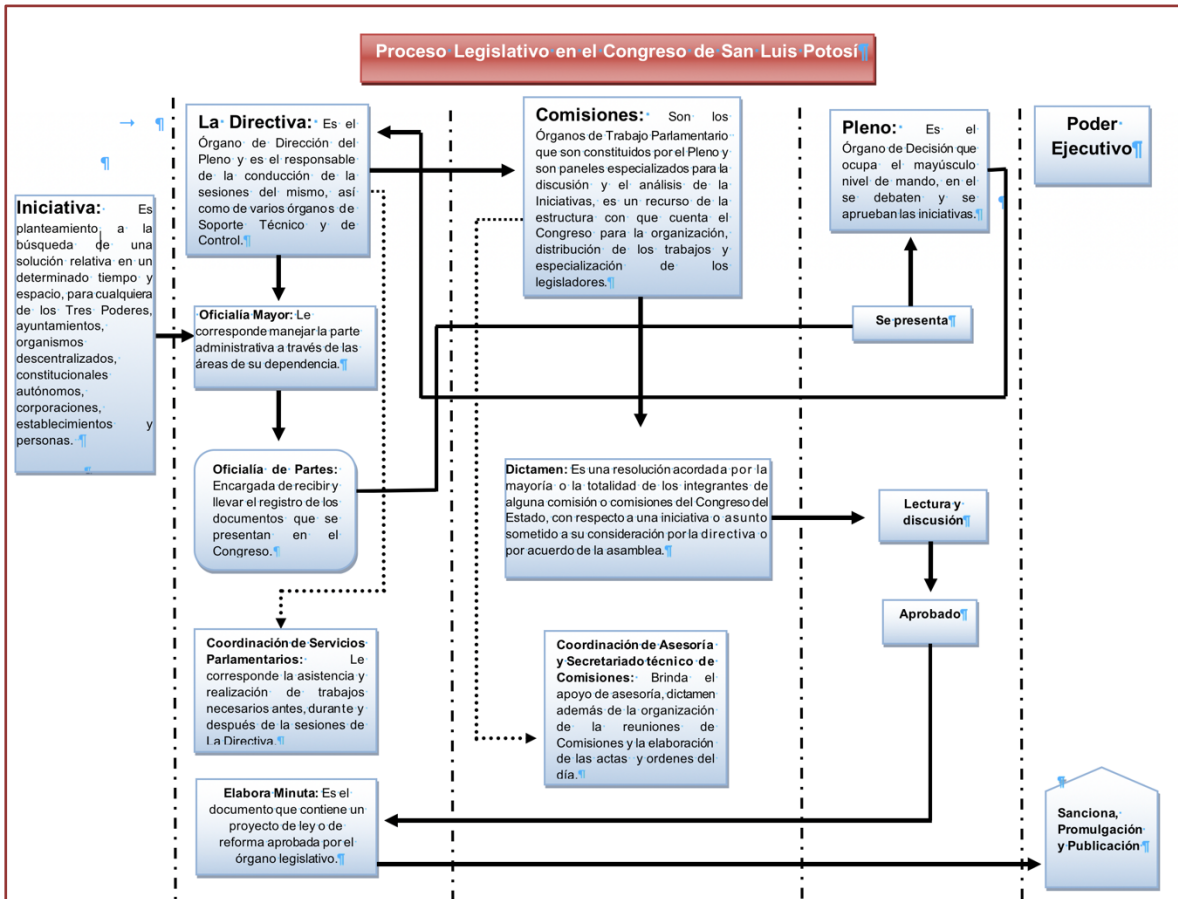 Proceso Legislativo en el Congreso de San Luis Potosí¶
→ ¶
¶
Iniciativa: Es
planteamiento a la
búsqueda de una
solución relativa en un
determinado tiempo y
espacio, para cualquiera
de los Tres Poderes,
ayuntamientos,
organismos
descentralizados,
constitucionales
autónomos,
corporaciones,
establecimientos y
personas. ¶
¶
La Directiva: Es el
Órgano de Dirección del
Pleno y es el responsable
de la conducción de la
sesiones del mismo, así
como de varios órganos de
Soporte Técnico y de
Control.¶
Oficialía Mayor: Le
corresponde manejar la parte
administrativa a través de las
áreas de su dependencia.¶
Oficialía de Partes:
Encargada de recibir y
llevar el registro de los
documentos que se
presentan en el
Congreso.¶
Coordinación de Servicios
Parlamentarios: Le
corresponde la asistencia y
realización de trabajos
necesarios antes, durante y
después de la sesiones de
La Directiva.¶
Elabora Minuta: Es el
documento que contiene un
proyecto de ley o de
reforma aprobada por el
órgano legislativo.¶
Comisiones: Son los
Órganos de Trabajo Parlamentario
que son constituidos por el Pleno y
son paneles especializados para la
discusión y el análisis de la
Iniciativas, es un recurso de la
estructura con que cuenta el
Congreso para la organización,
distribución de los trabajos y
especialización de los
legisladores.¶
Dictamen: Es una resolución acordada por la
mayoría o la totalidad de los integrantes de
alguna comisión o comisiones del Congreso del
Estado, con respecto a una iniciativa o asunto
sometido a su consideración por la directiva o
por acuerdo de la asamblea.¶
Coordinación de Asesoría
y Secretariado técnico de
Comisiones: Brinda el
apoyo de asesoría, dictamen
además de la organización
de la reuniones de
Comisiones y la elaboración
de las actas y ordenes del
día.¶
Pleno: Es el
Órgano de Decisión que
ocupa el mayúsculo
nivel de mando, en el
se debaten y se
aprueban las iniciativas.¶
¶
Se presenta¶
Lectura y
discusión¶
Aprobado¶
Poder
Ejecutivo¶
¶
Sanciona,
Promulgación
y Publicación¶